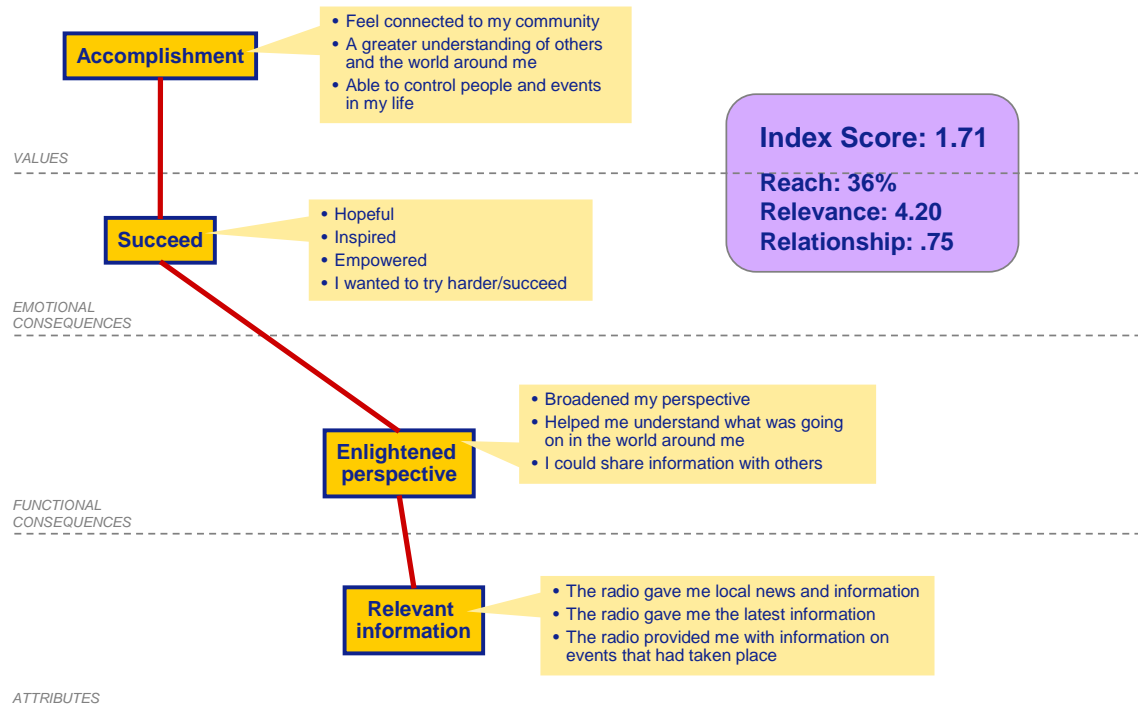 Accomplishment
• Feel connected to my community
• A greater understanding of others
and the world around me
• Able to control people and events
in my life
Index Score: 1.71
Reach: 36%
Relevance: 4.20
Relationship: .75
VALUES
Succeed
• Hopeful
• Inspired
• Empowered
• I wanted to try harder/succeed
EMOTIONAL
CONSEQUENCES
Enlightened
perspective
• Broadened my perspective
• Helped me understand what was going
on in the world around me
• I could share information with others
FUNCTIONAL
CONSEQUENCES
Relevant
information
• The radio gave me local news and information
• The radio gave me the latest information
• The radio provided me with information on
events that had taken place
ATTRIBUTES